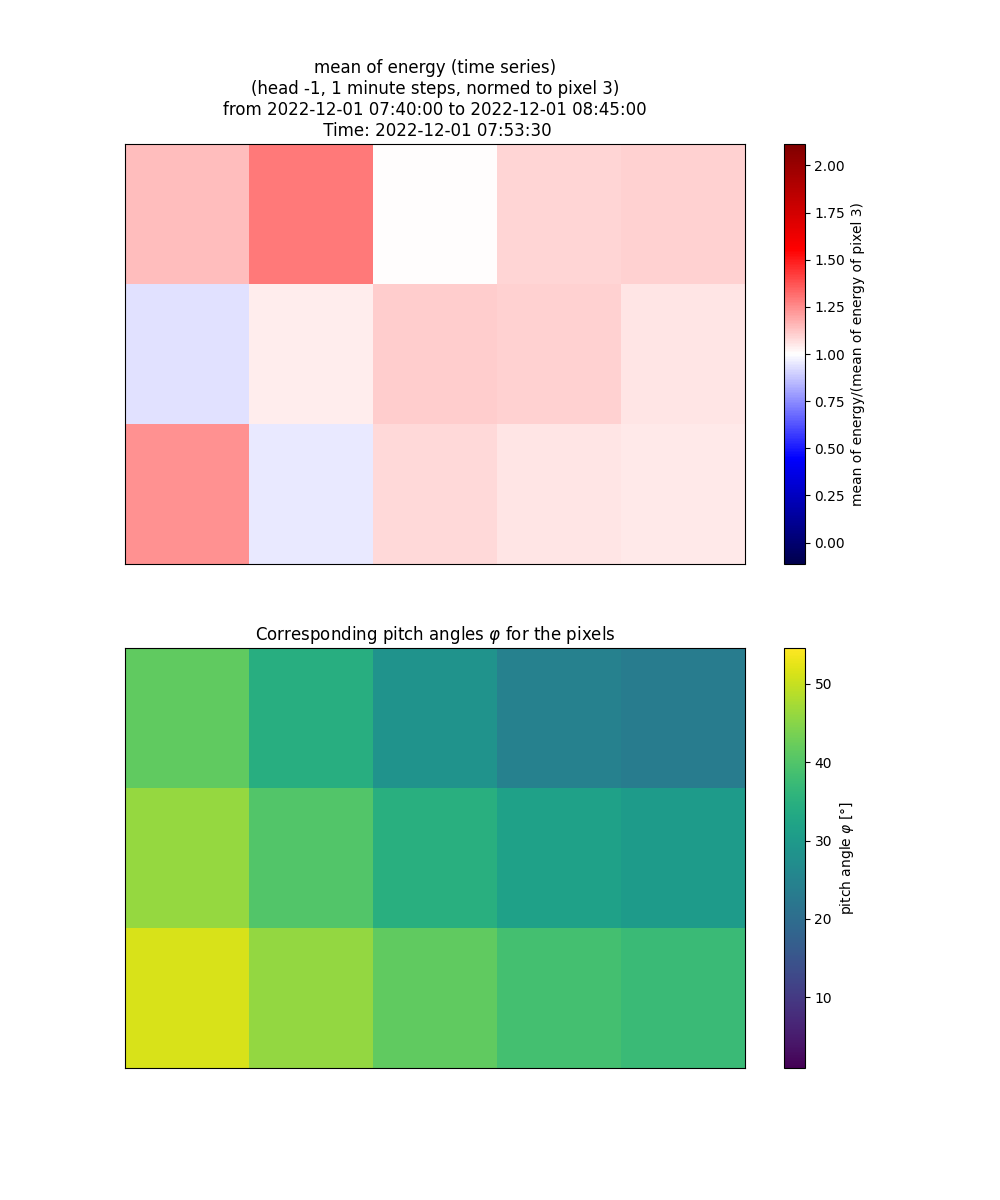 mean of energy (time series)
(head -1, 1 minute steps, normed to pixel 3)
from 2022-12-01 07:40:00 to 2022-12-01 08:45:00
Time: 2022-12-01 07:53:30
2.00
1.75
1.50
1.25
1.00
0.75
0.50
0.25
0.00
mean of energy/(mean of energy of pixel 3)
Corresponding pitch angles φ for the pixels
50
40
30
20
10
pitch angle φ [°]